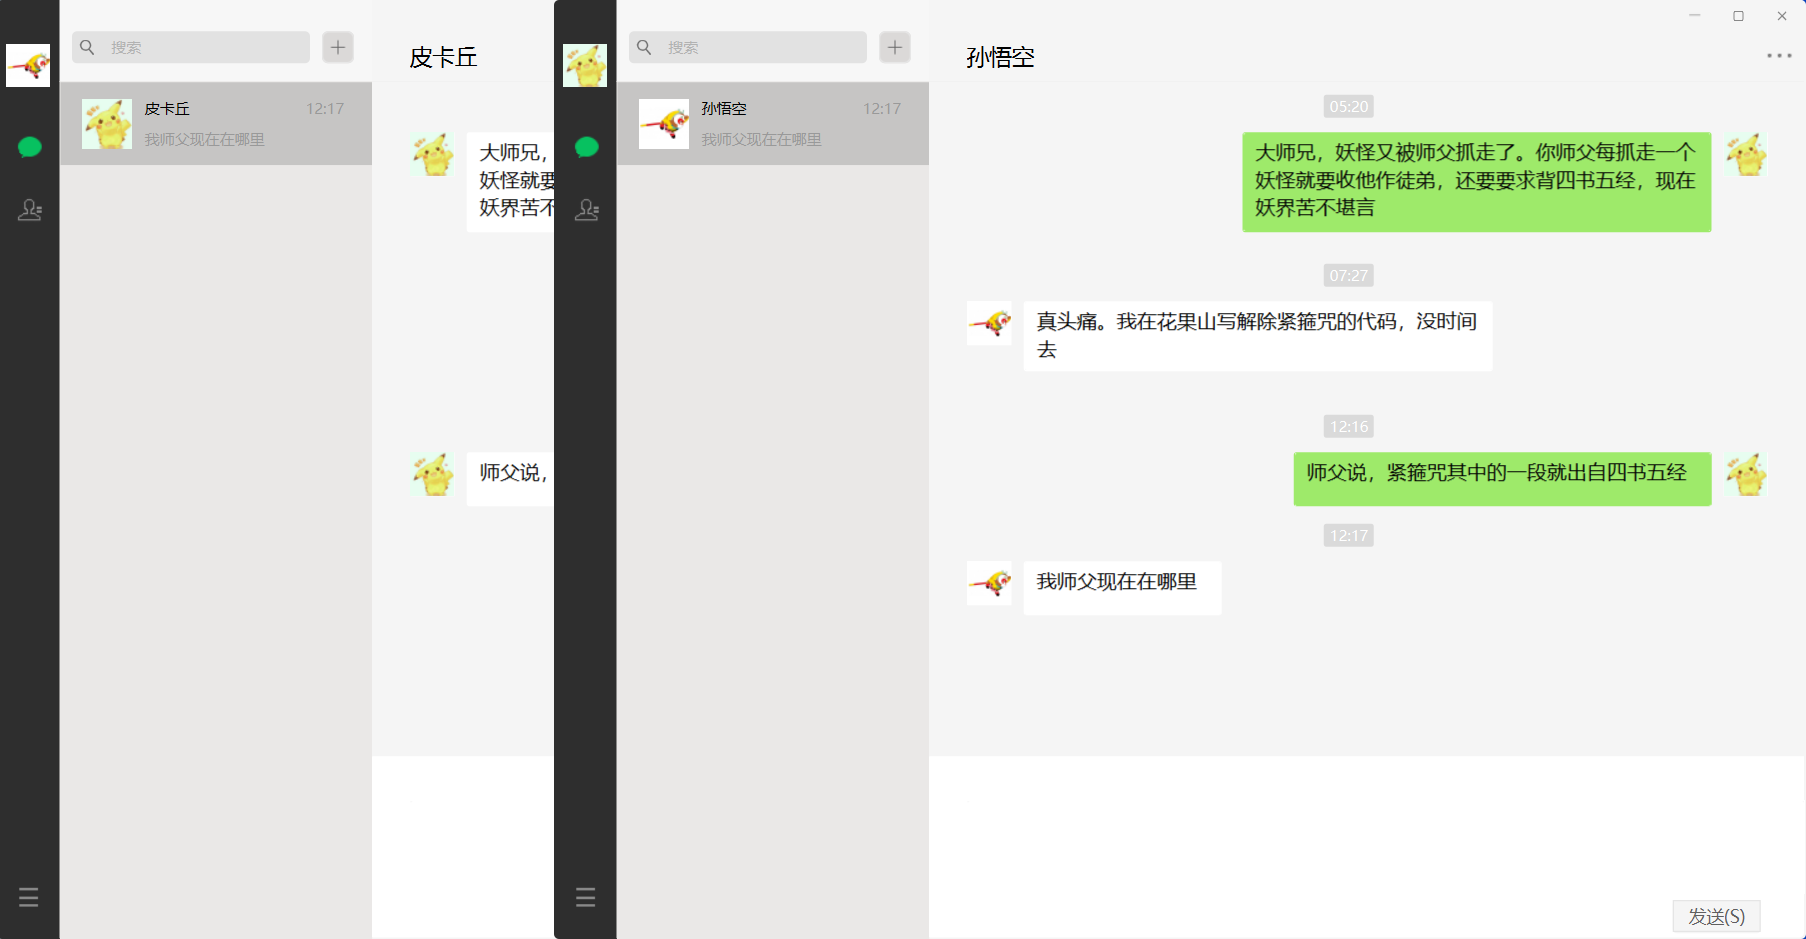 搜索
皮卡丘
12:17
我师父现在在哪里
皮卡丘
大师兄，
妖怪就要
妖界苦不
师父说，
搜索
孙悟空
12:17
我师父现在在哪里
孙悟空
05:20
大师兄，妖怪又被师父抓走了。你师父每抓走一个
妖怪就要收他作徒弟，还要要求背四书五经，现在
妖界苦不堪言
07:27
真头痛。我在花果山写解除紧箍咒的代码，没时间
去
12:16
师父说，紧箍咒其中的一段就出自四书五经
12:17
我师父现在在哪里
发送(S)